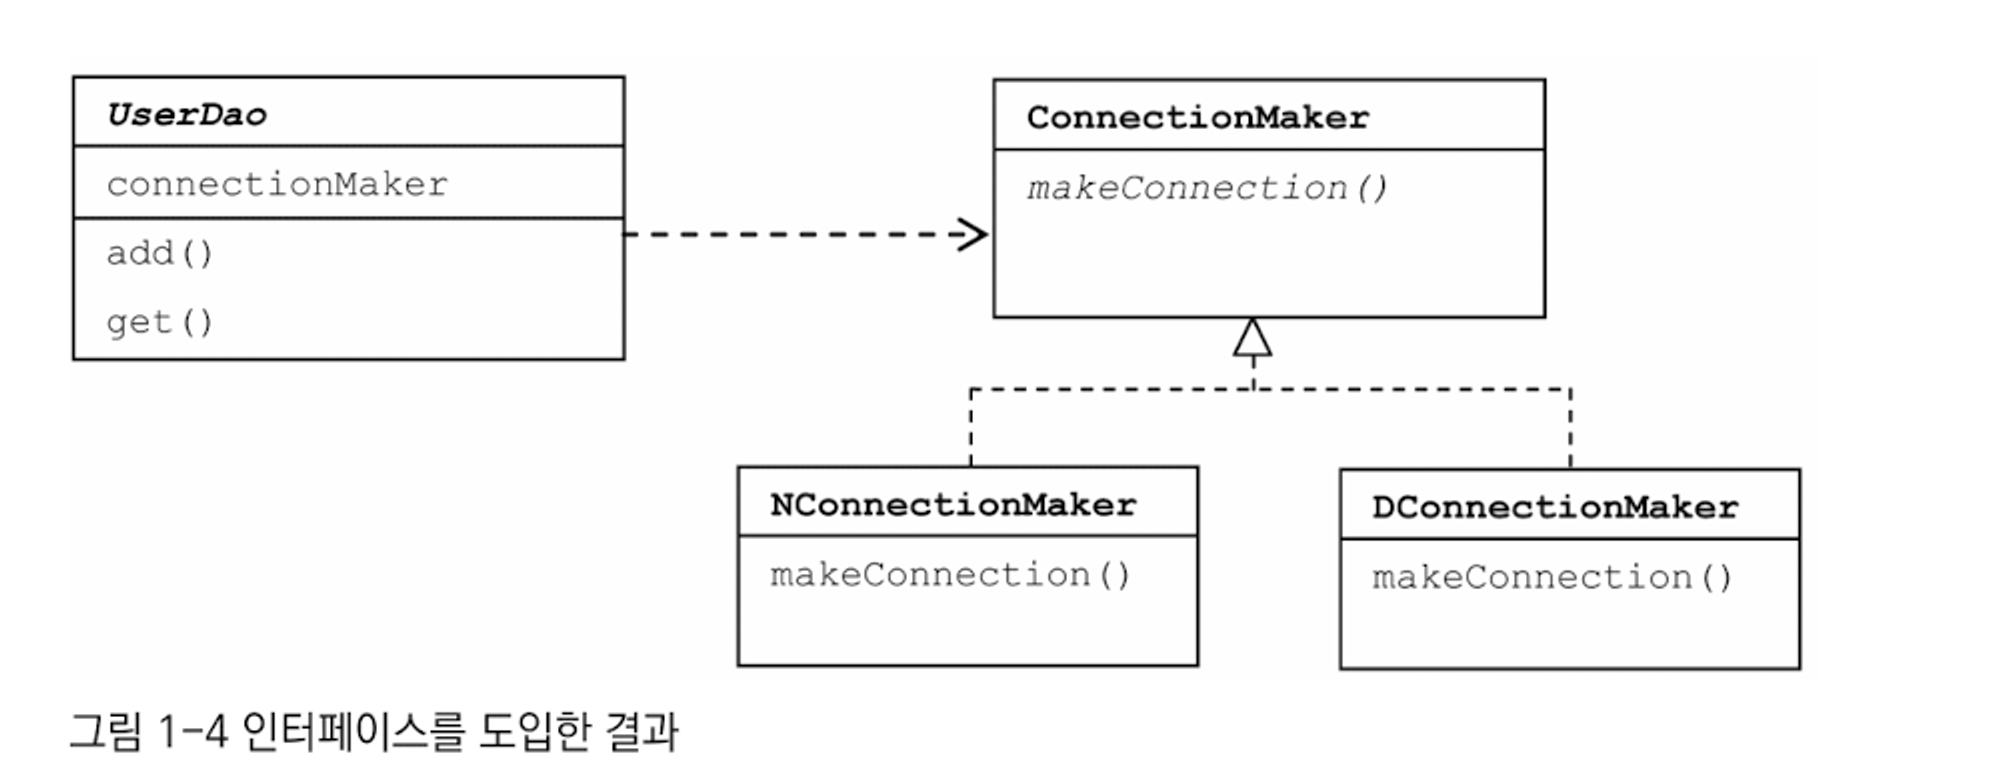 UserDao
connectionMaker
add()
get()
ConnectionMaker
makeConnection()
NConnectionMaker
makeConnection()
DConnectionMaker
makeConnection()
그림 1-4 인터페이스를 도입한 결과